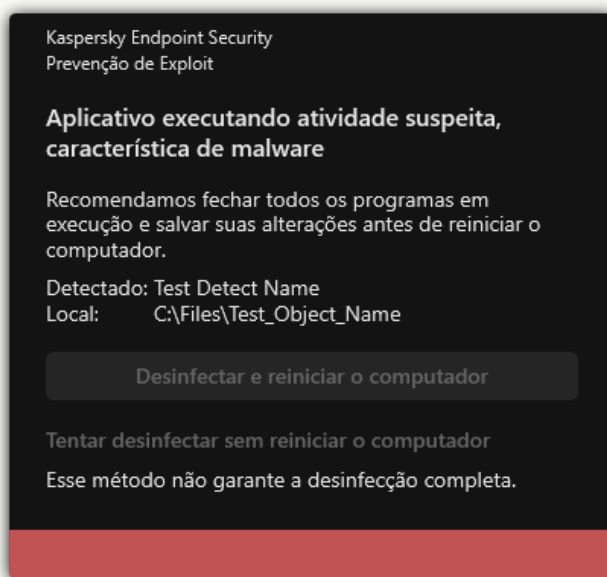 Kaspersky Endpoint Security
Prevenção de Exploit
Aplicativo executando atividade suspeita,
característica de malware
Recomendamos fechar todos os programas em
execução e salvar suas alterações antes de reiniciar o
computador.
Detectado: Test Detect Name
Local: C:\Files\Test_Object_Name
Desinfectar e reiniciar o computador
Tentar desinfectar sem reiniciar o computador
Esse método não garante a desinfecção completa.